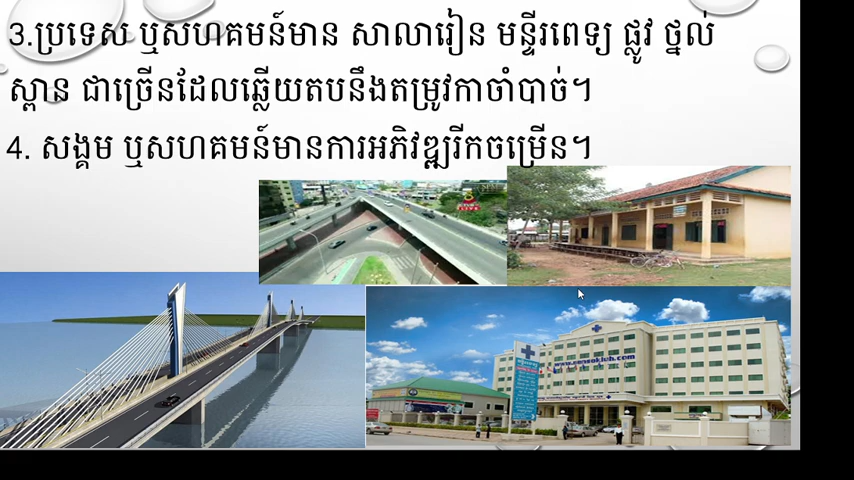 3.ប្រទេស ឬសហគមន៍មាន សាលារៀន មន្ទីរពេទ្យ ផ្លូវ ថ្នល់
ស្ពាន ជាច្រើនដែលឆ្លើយតបនឹងតម្រូវកាចាំបាច់។
4. សង្គម ឬសហគមន៍មានការអភិវឌ្ឍរីកចម្រើន។